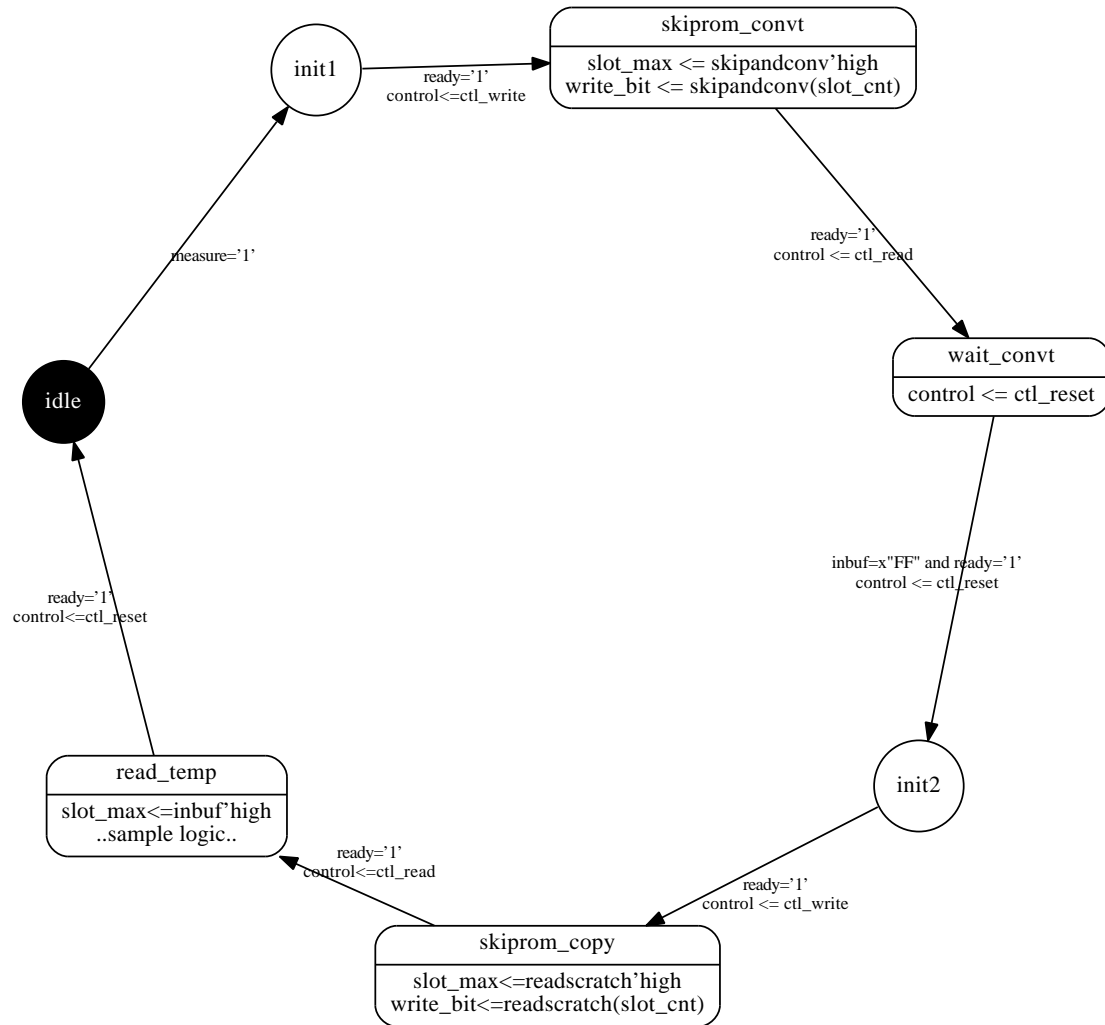 skiprom_convt
slot_max <= skipandconv’high
write_bit <= skipandconv(slot_cnt)
init1
ready=’1’
control<=ctl_write
measure=’1’
ready=’1’
control <= ctl_read
wait_convt
control <= ctl_reset
idle
inbuf=x"FF" and ready=’1’
control <= ctl_reset
ready=’1’
control<=ctl_reset
read_temp
slot_max<=inbuf’high
..sample logic..
init2
ready=’1’
control<=ctl_read
ready=’1’
control <= ctl_write
skiprom_copy
slot_max<=readscratch’high
write_bit<=readscratch(slot_cnt)